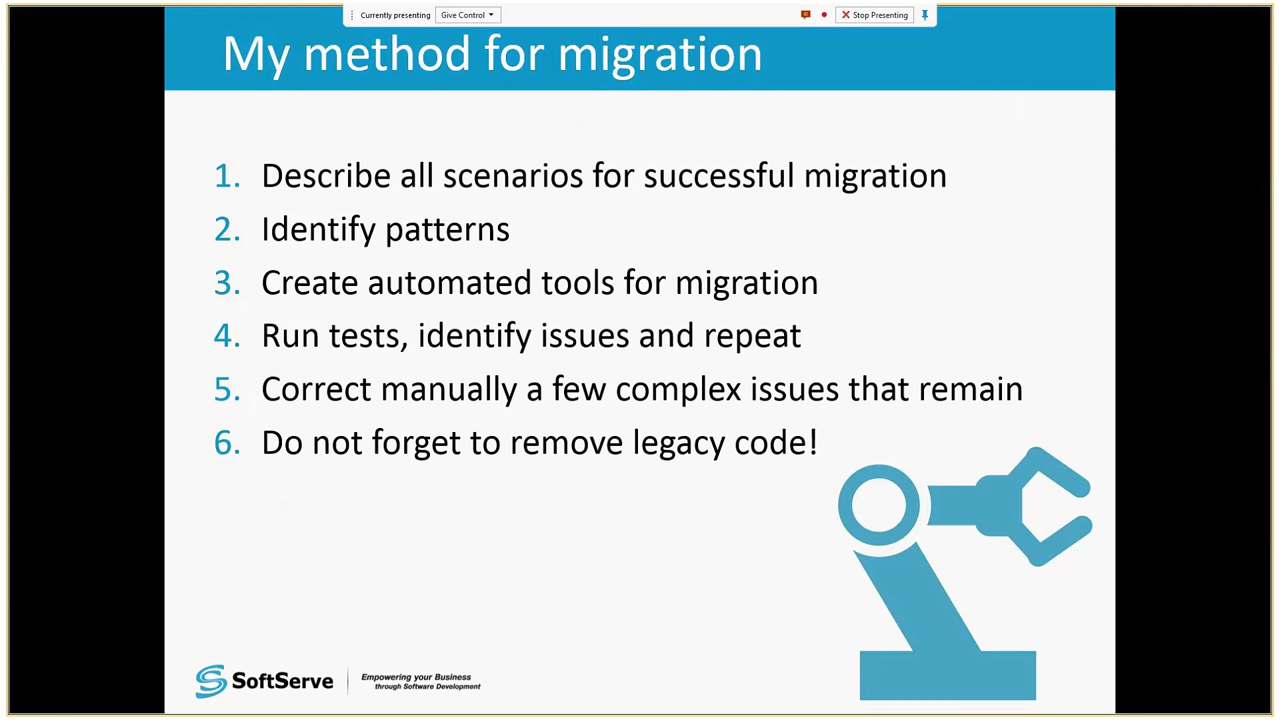 Currently presenting Give Control Stop Presenting
My method for migration
1. Describe all scenarios for successful migration
2. Identify patterns
3. Create automated tools for migration
4. Run tests, identify issues and repeat
5. Correct manually a few complex issues that remain
6. Do not forget to remove legacy code!
SoftServe
Empowering your Business
through Software Development